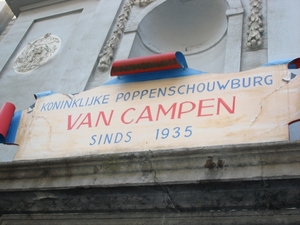 KONINKLIJKE POPPENSCHOUWBURG
VAN CAMPEN
SINDS 1935